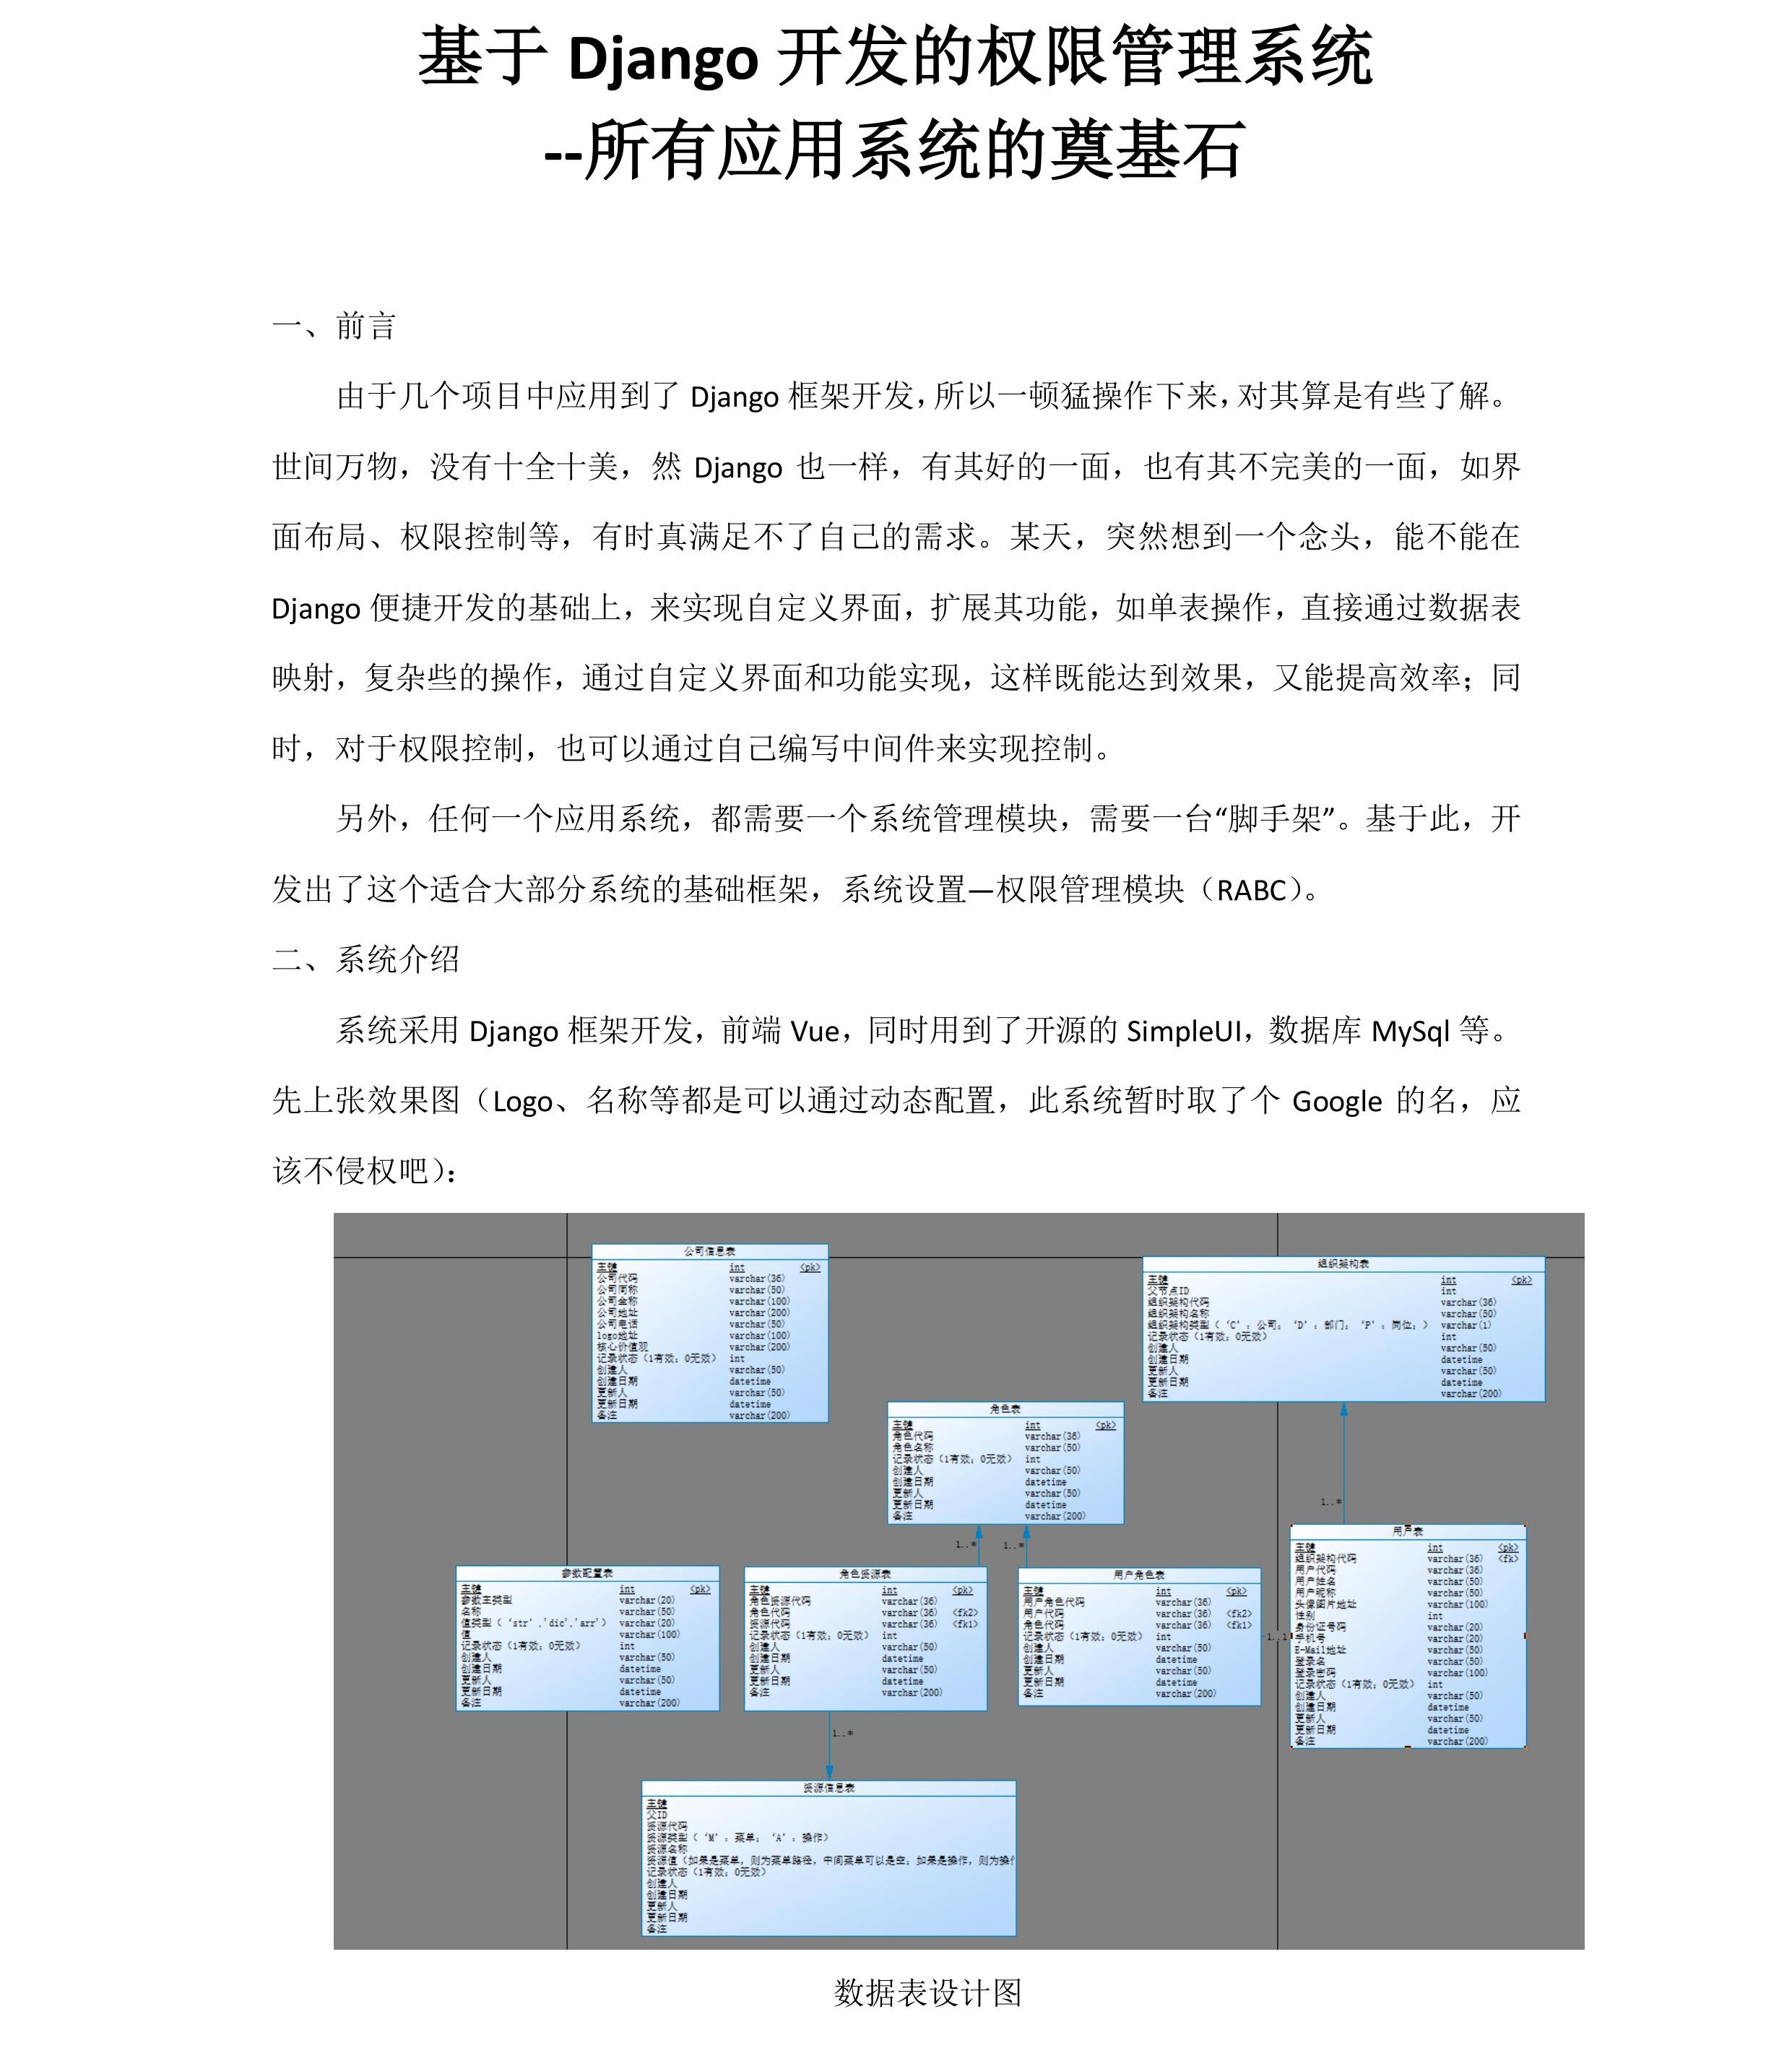 基于 Django 开发的权限管理系统
--所有应用系统的奠基石
一、前言
由于几个项目中应用到了 Django 框架开发，所以一顿猛操作下来，对其算是有些了解。
世间万物，没有十全十美，然 Django 也一样，有其好的一面，也有其不完美的一面，如界
面布局、权限控制等，有时真满足不了自己的需求。某天，突然想到一个念头，能不能在
Django 便捷开发的基础上，来实现自定义界面，扩展其功能，如单表操作，直接通过数据表
映射，复杂些的操作，通过自定义界面和功能实现，这样既能达到效果，又能提高效率；同
时，对于权限控制，也可以通过自己编写中间件来实现控制。
另外，任何一个应用系统，都需要一个系统管理模块，需要一台“脚手架”。基于此，开
发出了这个适合大部分系统的基础框架，系统设置—权限管理模块（RABC）。
二、系统介绍
系统采用 Django 框架开发，前端 Vue，同时用到了开源的 SimpleUI，数据库 MySql 等。
先上张效果图（Logo、名称等都是可以通过动态配置，此系统暂时取了个 Google 的名，应
该不侵权吧）：
公司信息表
主键 int <pk>
公司代码 varchar(36)
公司简称 varchar(50)
公司全称 varchar(100)
公司地址 varchar(200)
公司电话 varchar(50)
logo地址 varchar(100)
核心价值观 varchar(200)
记录状态（1有效；0无效） int
创建人 varchar(50)
创建日期 datetime
更新人 varchar(50)
更新日期 datetime
备注 varchar(200)
组织架构表
主键 int <pk>
父节点ID int
组织架构代码 varchar(36)
组织架构名称 varchar(50)
组织架构类型（‘C’：公司；‘D’：部门；‘P’：岗位；） varchar(1)
记录状态（1有效；0无效） int
创建人 varchar(50)
创建日期 datetime
更新人 varchar(50)
更新日期 datetime
备注 varchar(200)
角色表
主键 int <pk>
角色代码 varchar(36)
角色名称 varchar(50)
记录状态（1有效；0无效） int
创建人 varchar(50)
创建日期 datetime
更新人 varchar(50)
更新日期 datetime
备注 varchar(200)
1..*
1..*
1..*
参数配置表
主键 int <pk>
参数主类型 varchar(20)
名称 varchar(50)
值类型（‘str’,'dic','arr'） varchar(20)
值 varchar(100)
记录状态（1有效；0无效） int
创建人 varchar(50)
创建日期 datetime
更新人 varchar(50)
更新日期 datetime
备注 varchar(200)
角色资源表
主键 int <pk>
角色资源代码 varchar(36)
角色代码 varchar(36) <fk2>
资源代码 varchar(36) <fk1>
记录状态（1有效；0无效） int
创建人 varchar(50)
创建日期 datetime
更新人 varchar(50)
更新日期 datetime
备注 varchar(200)
用户角色表
主键 int <pk>
用户角色代码 varchar(36)
用户代码 varchar(36) <fk2>
角色代码 varchar(36) <fk1>
记录状态（1有效；0无效） int
创建人 varchar(50)
创建日期 datetime
更新人 varchar(50)
更新日期 datetime
备注 varchar(200)
1..1
用户表
主键 int <pk>
组织架构代码 varchar(36) <fk>
用户代码 varchar(36)
用户姓名 varchar(50)
用户昵称 varchar(50)
头像图片地址 varchar(100)
性别 int
身份证号码 varchar(20)
手机号 varchar(20)
E-Mail地址 varchar(50)
登录名 varchar(50)
登录密码 varchar(100)
记录状态（1有效；0无效） int
创建人 varchar(50)
创建日期 datetime
更新人 varchar(50)
更新日期 datetime
备注 varchar(200)
1..*
资源信息表
主键
父ID
资源代码
资源类型（‘M’：菜单；‘A’：操作）
资源名称
资源值（如果是菜单，则为菜单路径，中间菜单可以是空；如果是操作，则为操作
记录状态（1有效；0无效）
创建人
创建日期
更新人
更新日期
备注
数据表设计图